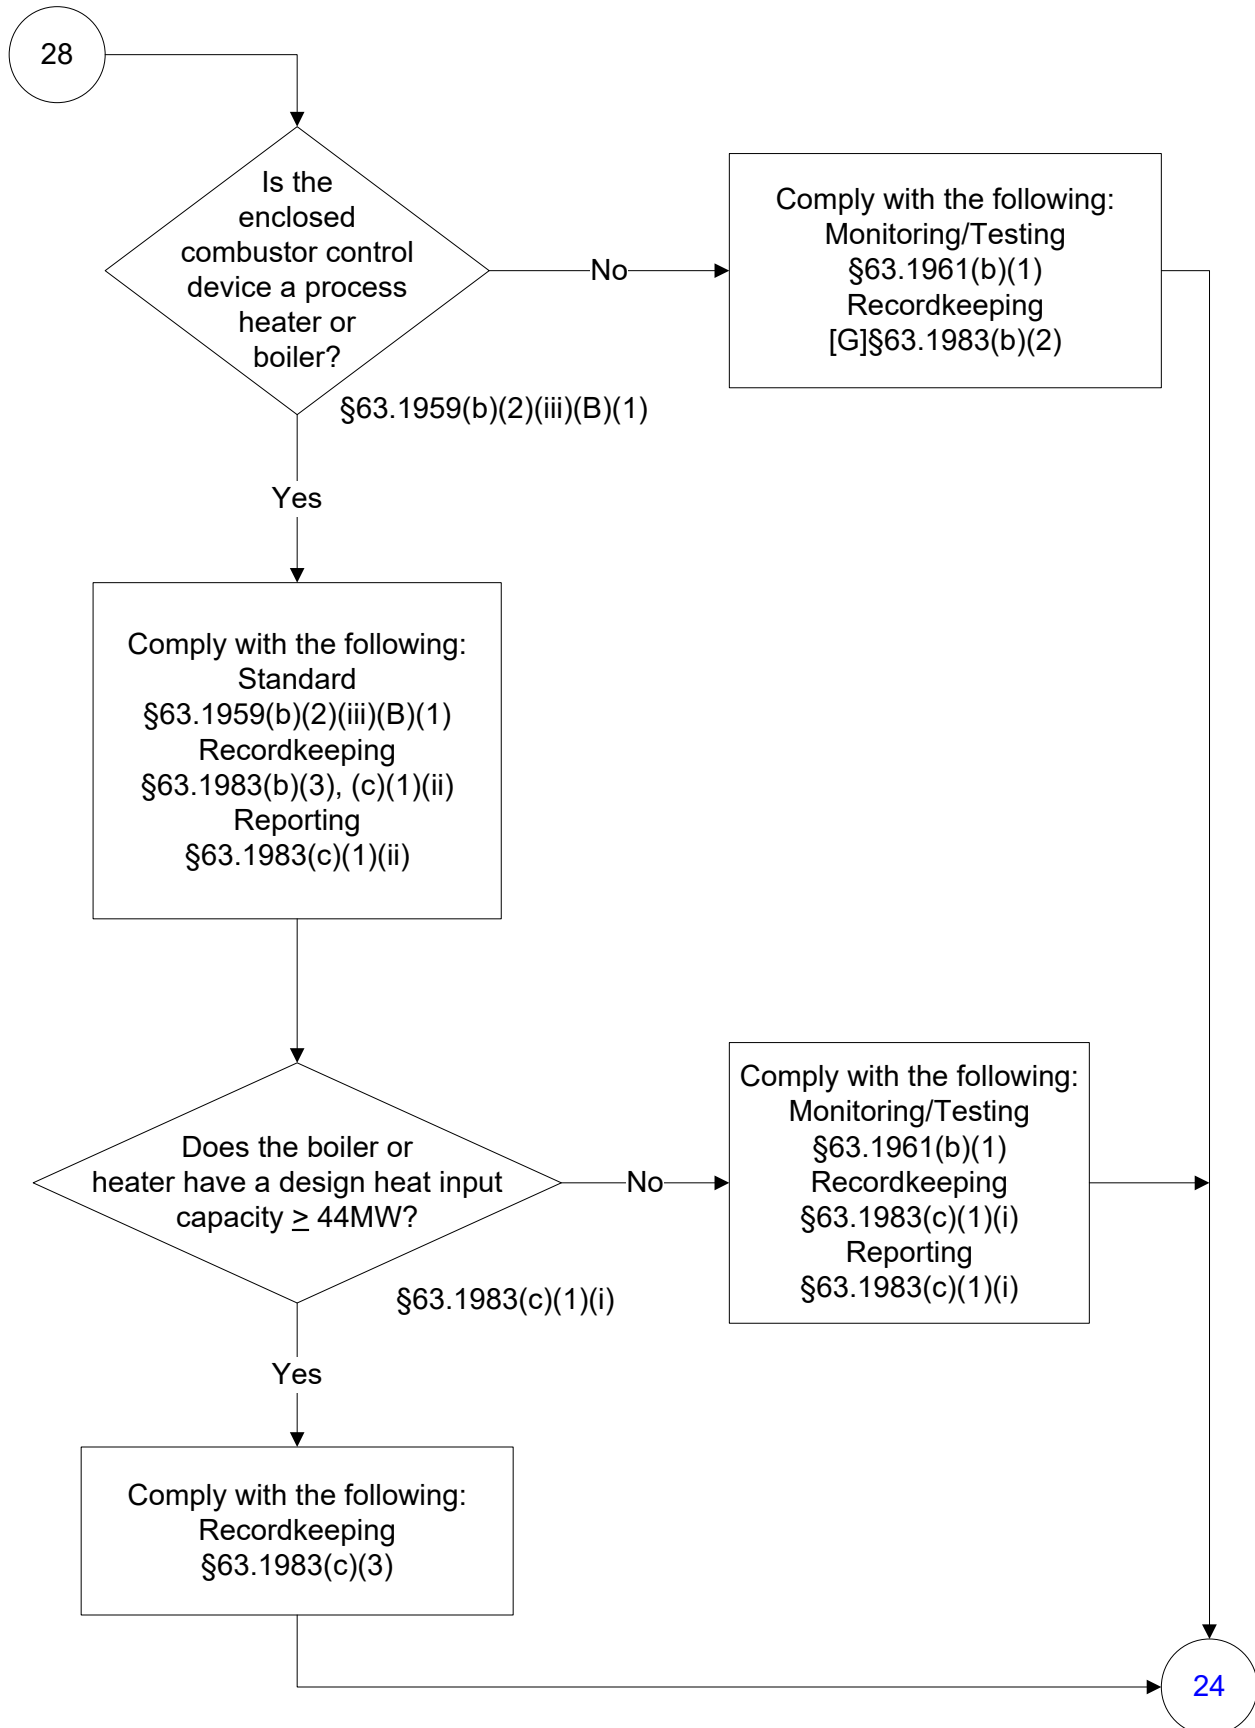 28
Is the
enclosed
combustor control
device a process
heater or
boiler?
§63.1959(b)(2)(iii)(B)(1)
No
Comply with the following:
Monitoring/Testing
§63.1961(b)(1)
Recordkeeping
[G]§63.1983(b)(2)
Yes
Comply with the following:
Standard
§63.1959(b)(2)(iii)(B)(1)
Recordkeeping
§63.1983(b)(3), (c)(1)(ii)
Reporting
§63.1983(c)(1)(ii)
Does the boiler or
heater have a design heat input
capacity ≥ 44MW?
§63.1983(c)(1)(i)
No
Comply with the following:
Monitoring/Testing
§63.1961(b)(1)
Recordkeeping
§63.1983(c)(1)(i)
Reporting
§63.1983(c)(1)(i)
Yes
Comply with the following:
Recordkeeping
§63.1983(c)(3)
24